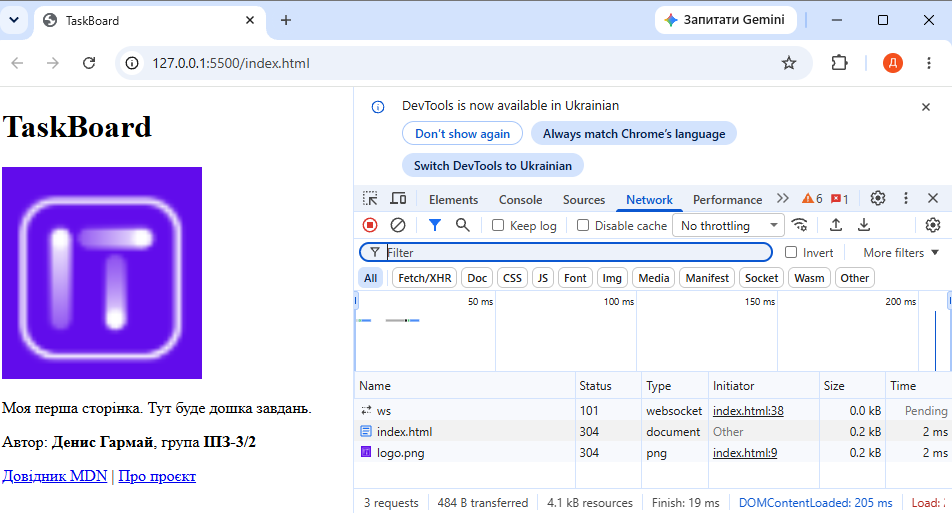 TaskBoard
Запитати Gemini
127.0.0.1:5500/index.html
Д
TaskBoard
IT
Моя перша сторінка. Тут буде дошка завдань.
Автор: Денис Гармай, група ШЗ-3/2
Довідник MDN | Про проєкт
DevTools is now available in Ukrainian
Don't show again
Always match Chrome's language
Switch DevTools to Ukrainian
Elements Console Sources Network Performance 6 1
Keep log Disable cache No throttling
Filter Invert More filters
All Fetch/XHR Doc CSS JS Font Img Media Manifest Socket Wasm Other
50 ms 100 ms 150 ms 200 ms
Name Status Type Initiator Size Time
ws 101 websocket index.html:38 0.0 kB Pending
index.html 304 document Other 0.2 kB 2 ms
logo.png 304 png index.html:9 0.2 kB 2 ms
3 requests 484 B transferred 4.1 kB resources Finish: 19 ms DOMContentLoaded: 205 ms Load: